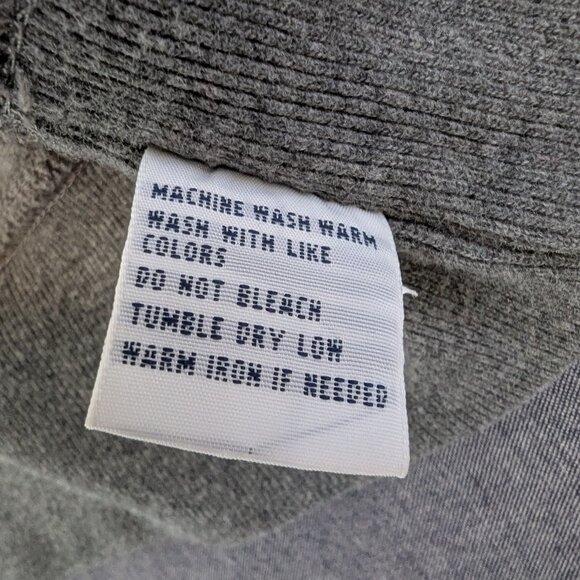 MACHINE WASH WARM
WASH WITH LIKE
COLORS
DO NOT BLEACH
TUMBLE DRY LOW
WARM IRON IF NEEDED